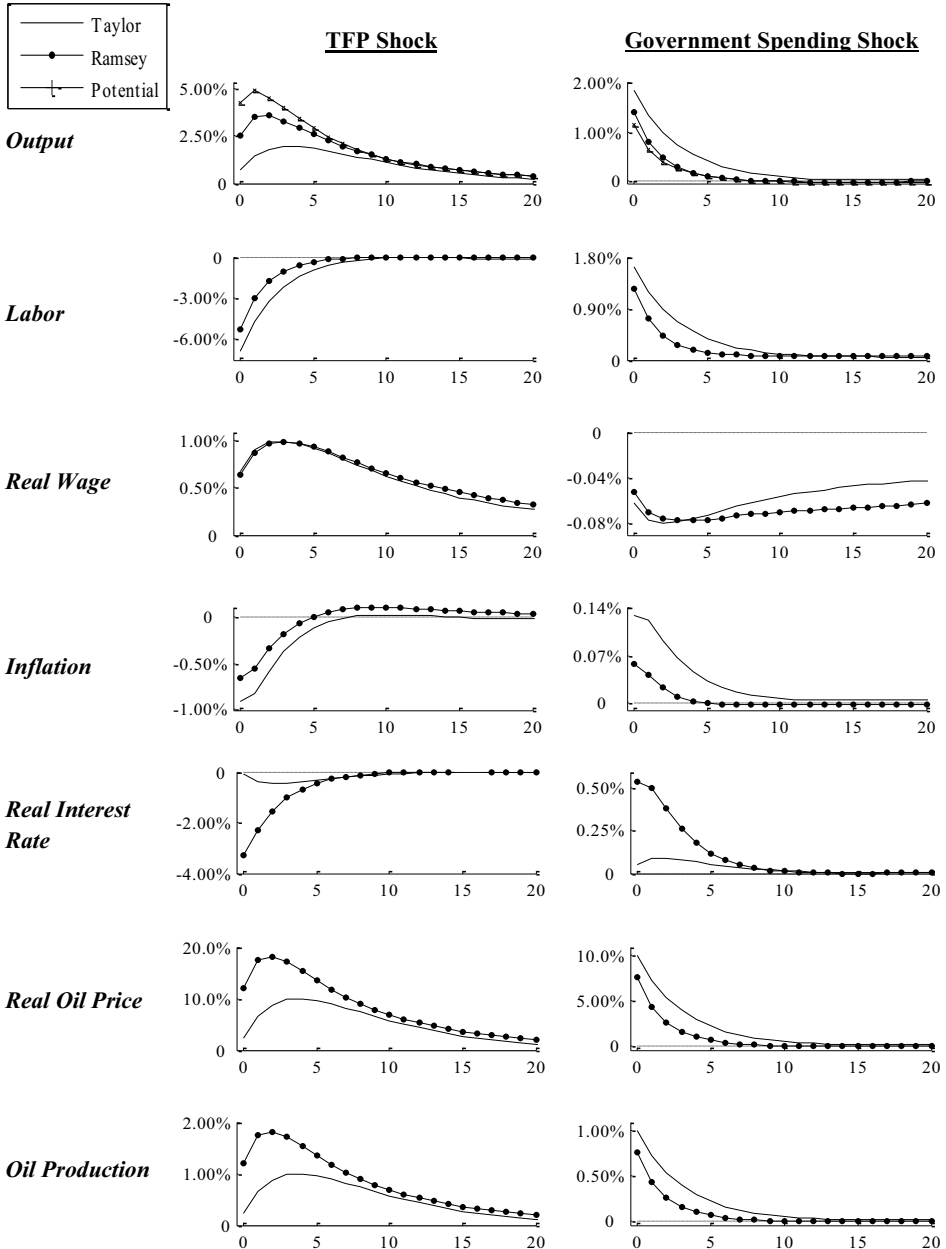 Taylor
Ramsey
Potential
TFP Shock
Government Spending Shock
Output
5.00%
2.50%
0
0 5 10 15 20
2.00%
1.00%
0
0 5 10 15 20
Labor
0
-3.00%
-6.00%
0 5 10 15 20
1.80%
0.90%
0
0 5 10 15 20
Real Wage
1.00%
0.50%
0
0 5 10 15 20
0
-0.04%
-0.08%
0 5 10 15 20
Inflation
0
-0.50%
-1.00%
0 5 10 15 20
0.14%
0.07%
0
0 5 10 15 20
Real Interest
Rate
0
-2.00%
-4.00%
0 5 10 15 20
0.50%
0.25%
0
0 5 10 15 20
Real Oil Price
20.0%
10.0%
0
0 5 10 15 20
10.0%
5.00%
0
0 5 10 15 20
Oil Production
2.00%
1.00%
0
0 5 10 15 20
1.00%
0.50%
0
0 5 10 15 20